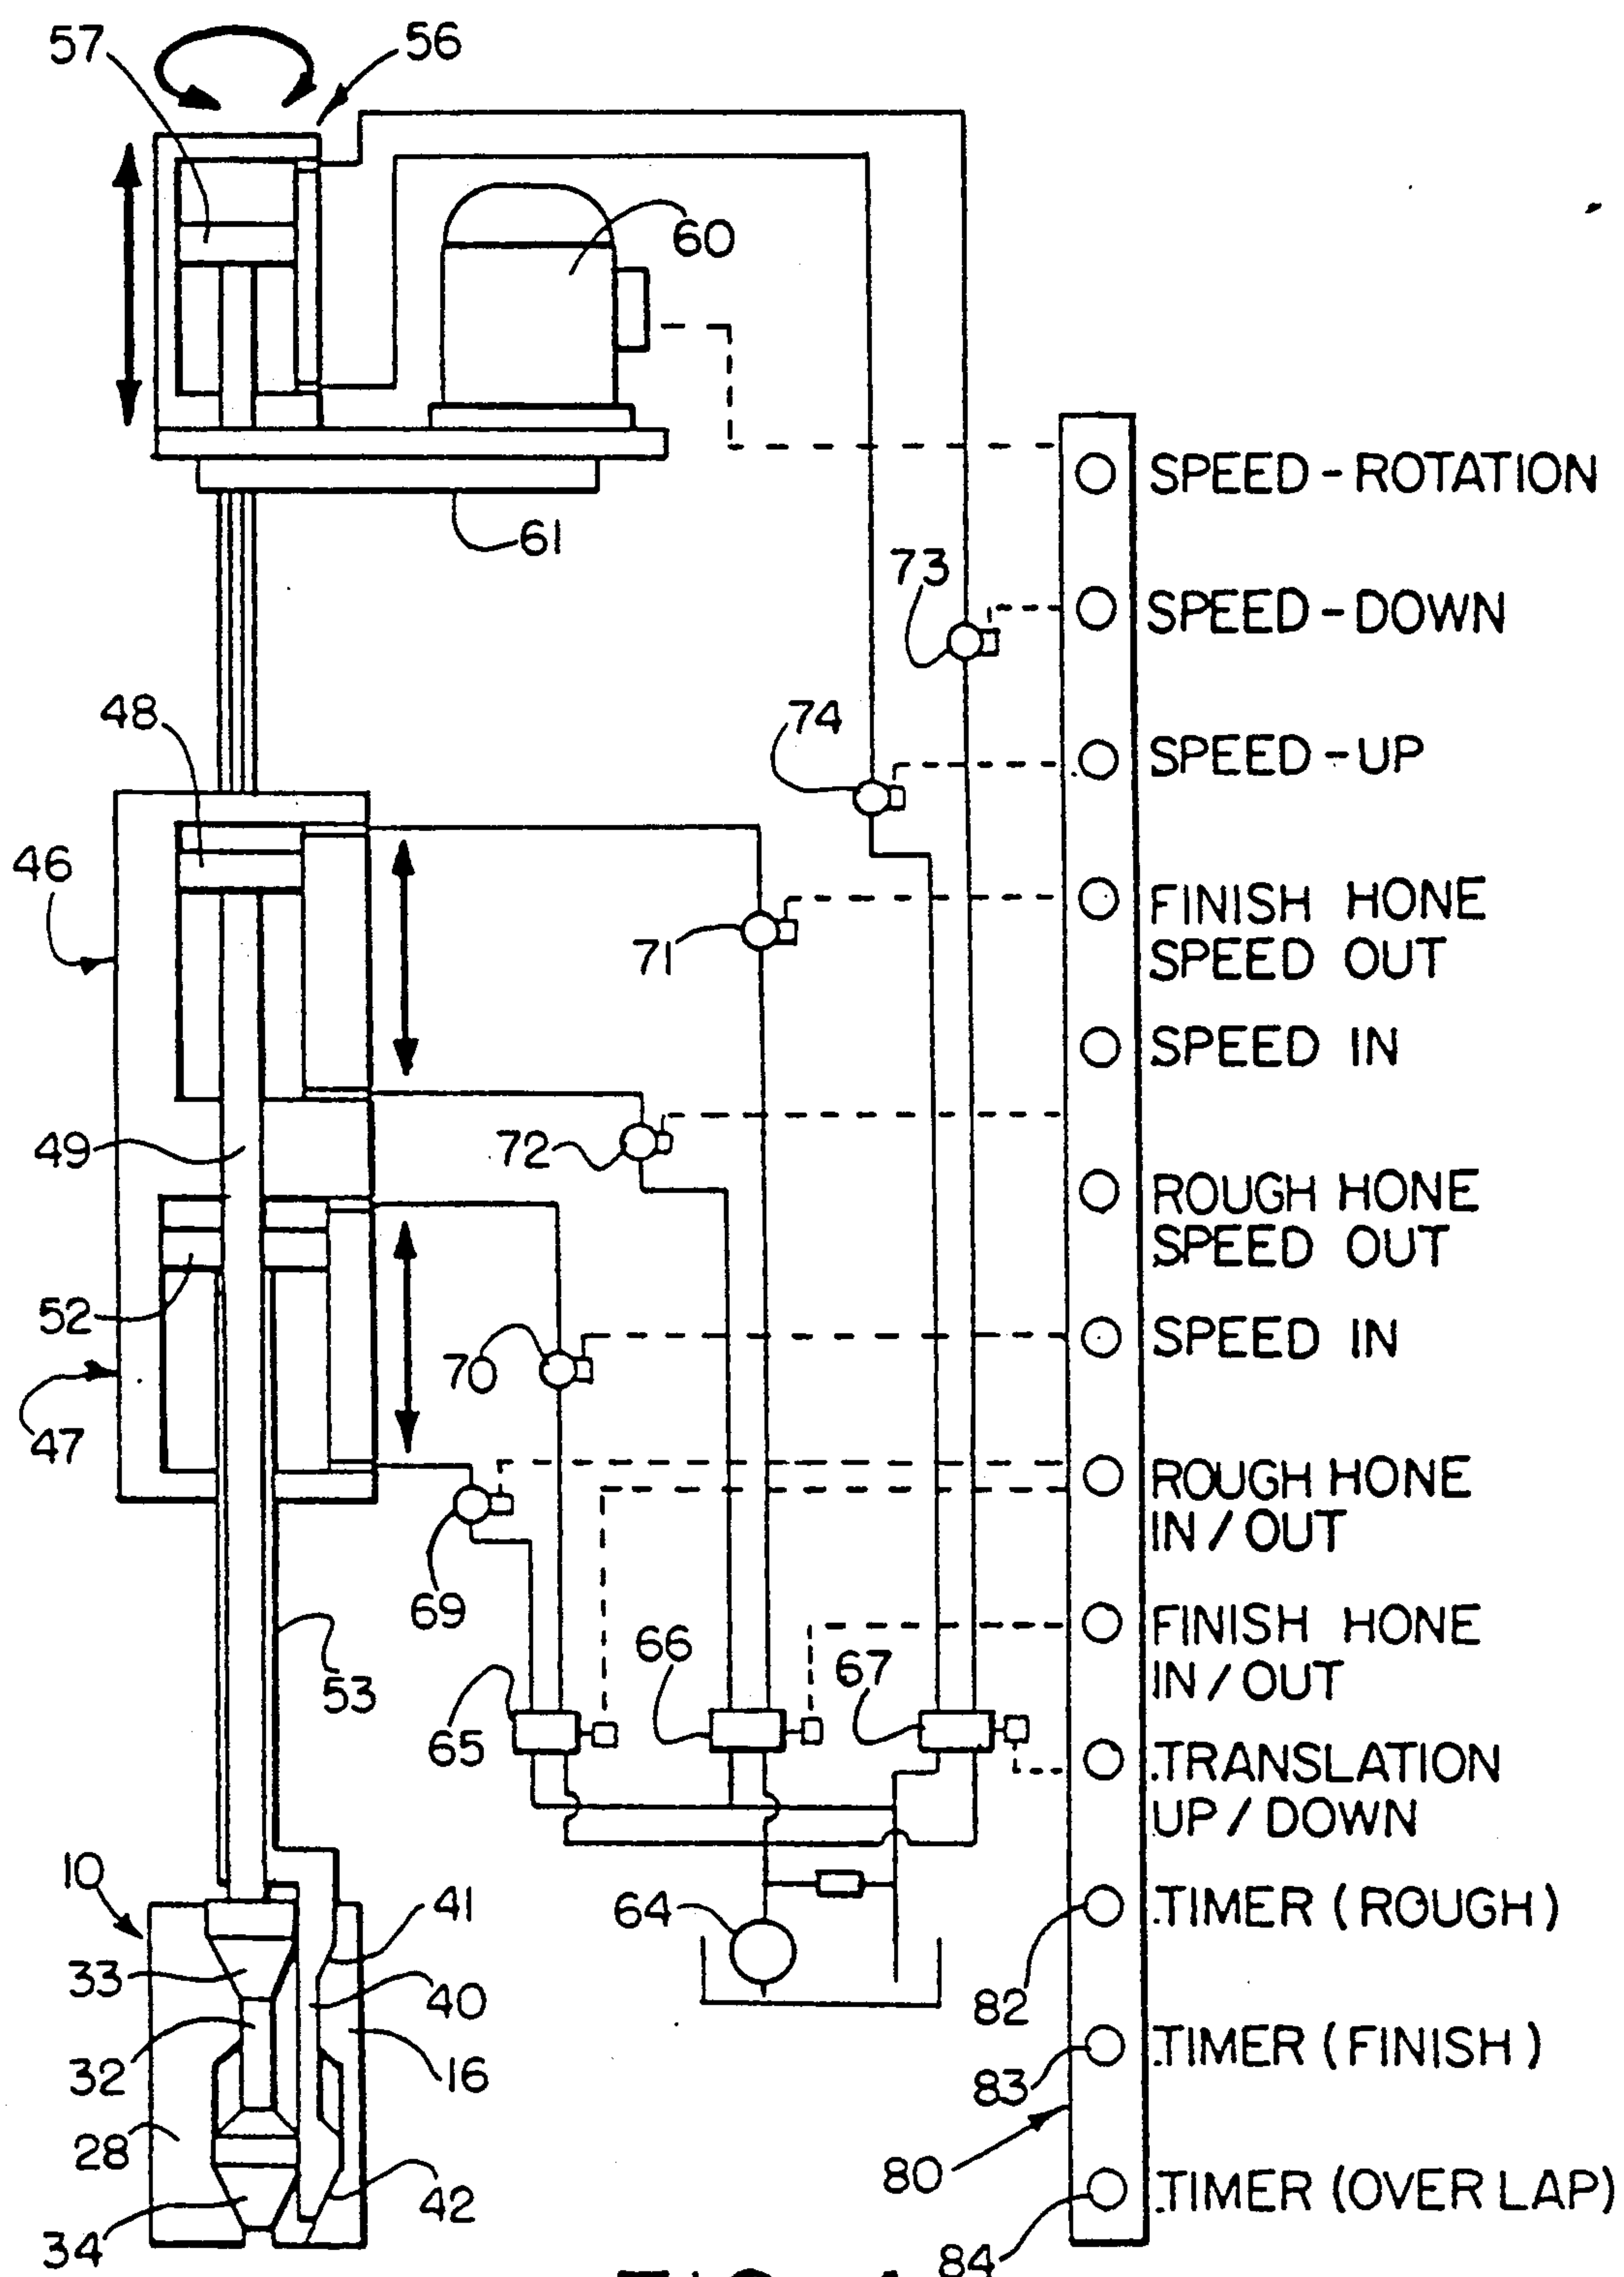 57
56
60
SPEED-ROTATION
61
73
SPEED-DOWN
48
74
SPEED-UP
46
71
FINISH HONE
SPEED OUT
SPEED IN
49
72
ROUGH HONE
SPEED OUT
52
70
SPEED IN
47
ROUGH HONE
IN/OUT
69
53
66
67
FINISH HONE
IN/OUT
65
TRANSLATION
UP/DOWN
10
41
64
TIMER (ROUGH)
33
40
82
32
16
TIMER (FINISH)
83
28
42
80
TIMER (OVER LAP)
34
84